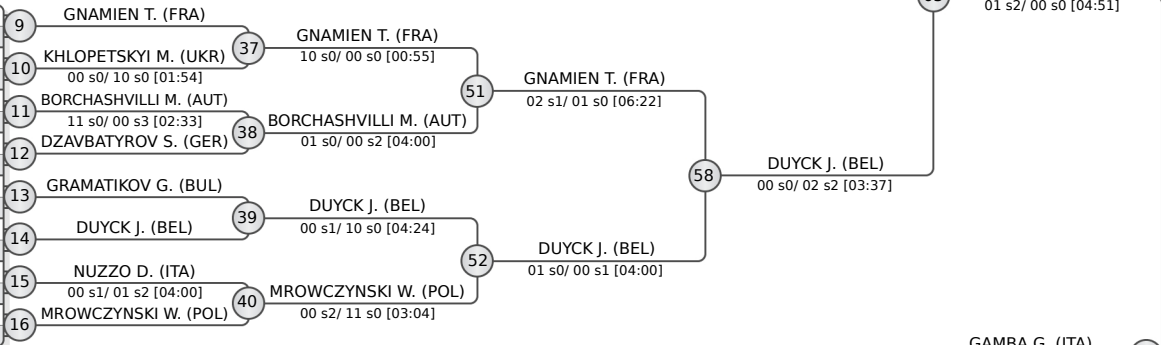 GNAMIEN T. (FRA)
9
10
KHLOPETSKYI M. (UKR)
00 s0/ 10 s0 [01:54]
BORCHASHVILLI M. (AUT)
11
11 s0/ 00 s3 [02:33]
DZAVBATYROV S. (GER)
12
GRAMATIKOV G. (BUL)
13
DUYCK J. (BEL)
14
NUZZO D. (ITA)
15
00 s1/ 01 s2 [04:00]
MROWCZYNSKI W. (POL)
16
37
GNAMIEN T. (FRA)
10 s0/ 00 s0 [00:55]
38
BORCHASHVILLI M. (AUT)
01 s0/ 00 s2 [04:00]
39
DUYCK J. (BEL)
00 s1/ 10 s0 [04:24]
40
MROWCZYNSKI W. (POL)
00 s2/ 11 s0 [03:04]
51
GNAMIEN T. (FRA)
02 s1/ 01 s0 [06:22]
52
DUYCK J. (BEL)
01 s0/ 00 s1 [04:00]
58
DUYCK J. (BEL)
00 s0/ 02 s2 [03:37]
01 s2/ 00 s0 [04:51]
GAMBA G. (ITA)